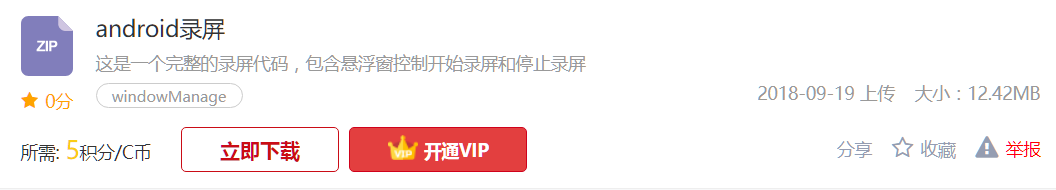 ZIP
android录屏
这是一个完整的录屏代码，包含悬浮窗控制开始录屏和停止录屏
0分
windowManage
2018-09-19 上传 大小：12.42MB
所需: 5积分/C币
立即下载
VIP 开通VIP
分享 收藏 举报